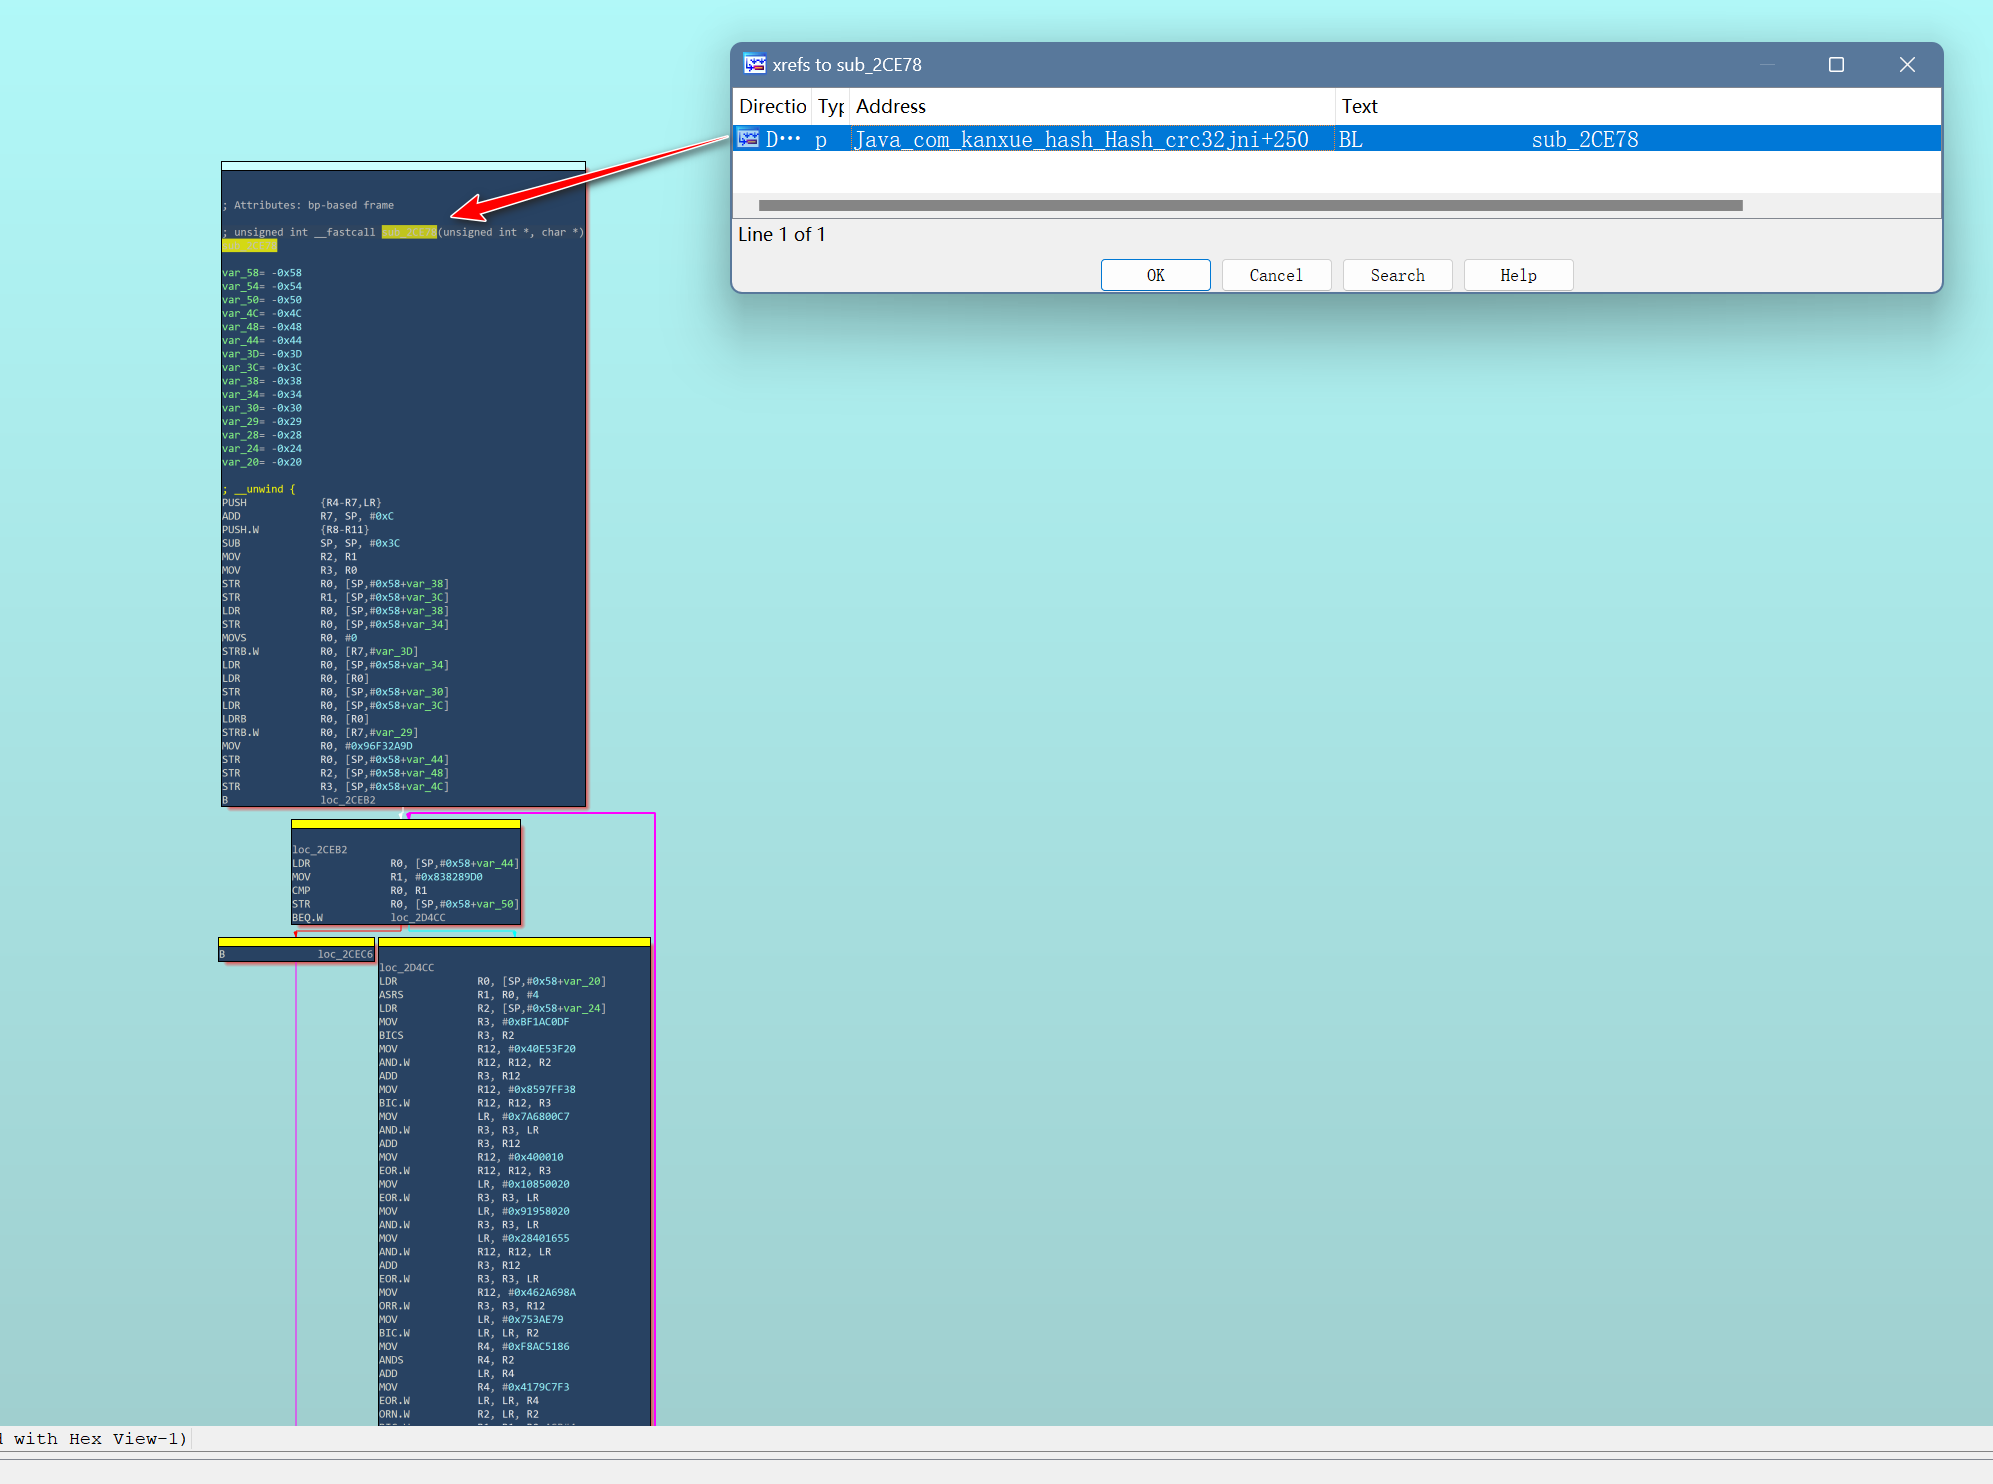 xrefs to sub_2CE78
Directio Typ Address Text
D··· p Java_com_kanxue_hash_Hash_crc32jni+250 BL sub_2CE78
Line 1 of 1
OK Cancel Search Help
; Attributes: bp-based frame
; unsigned int __fastcall sub_2CE78(unsigned int *, char *)
sub_2CE78
var_58= -0x58
var_54= -0x54
var_50= -0x50
var_4C= -0x4C
var_48= -0x48
var_44= -0x44
var_3D= -0x3D
var_3C= -0x3C
var_38= -0x38
var_34= -0x34
var_30= -0x30
var_29= -0x29
var_28= -0x28
var_24= -0x24
var_20= -0x20
; __unwind {
PUSH {R4-R7,LR}
ADD R7, SP, #0xC
PUSH.W {R8-R11}
SUB SP, SP, #0x3C
MOV R2, R1
MOV R3, R0
STR R0, [SP,#0x58+var_38]
STR R1, [SP,#0x58+var_3C]
LDR R0, [SP,#0x58+var_38]
STR R0, [SP,#0x58+var_34]
MOVS R0, #0
STRB.W R0, [R7,#var_3D]
LDR R0, [SP,#0x58+var_34]
LDR R0, [R0]
STR R0, [SP,#0x58+var_30]
LDR R0, [SP,#0x58+var_3C]
LDRB R0, [R0]
STRB.W R0, [R7,#var_29]
MOV R0, #0x96F32A9D
STR R0, [SP,#0x58+var_44]
STR R2, [SP,#0x58+var_48]
STR R3, [SP,#0x58+var_4C]
B loc_2CEB2
loc_2CEB2
LDR R0, [SP,#0x58+var_44]
MOV R1, #0x838289D0
CMP R0, R1
STR R0, [SP,#0x58+var_50]
BEQ.W loc_2D4CC
B loc_2CEC6
loc_2D4CC
LDR R0, [SP,#0x58+var_20]
ASRS R1, R0, #4
LDR R2, [SP,#0x58+var_24]
MOV R3, #0xBF1AC0DF
BICS R3, R2
MOV R12, #0x40E53F20
AND.W R12, R12, R2
ADD R3, R12
MOV R12, #0x8597FF38
BIC.W R12, R12, R3
MOV LR, #0x7A6800C7
AND.W R3, R3, LR
ADD R3, R12
MOV R12, #0x400010
EOR.W R12, R12, R3
MOV LR, #0x10850020
EOR.W R3, R3, LR
MOV LR, #0x91958020
AND.W R3, R3, LR
MOV LR, #0x28401655
AND.W R12, R12, LR
ADD R3, R12
EOR.W R3, R3, LR
MOV R12, #0x462A698A
ORR.W R3, R3, R12
MOV LR, #0x753AE79
BIC.W LR, LR, R2
MOV R4, #0xF8AC5186
ANDS R4, R2
ADD LR, R4
MOV R4, #0x4179C7F3
EOR.W LR, LR, R4
ORN.W R2, LR, R2
with Hex View-1)